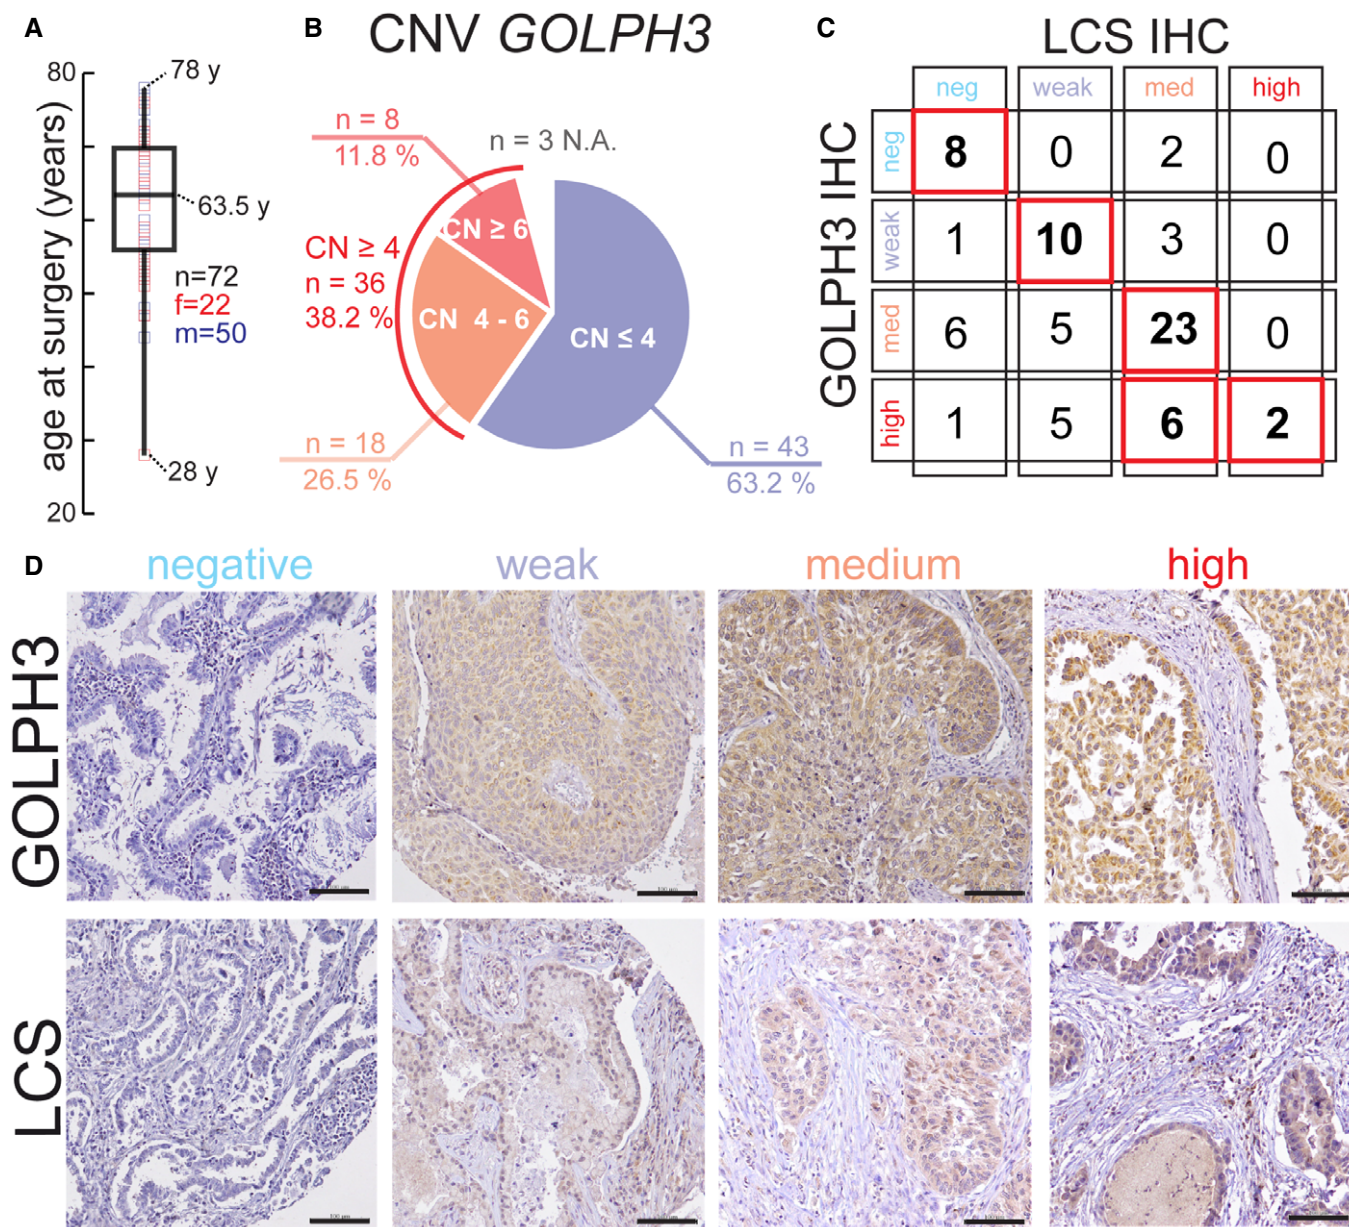 A
80
age at surgery (years)
20
78 y
63.5 y
n=72
f=22
m=50
28 y
B
CNV GOLPH3
n = 8
11.8 %
n = 3 N.A.
CN ≥ 4
n = 36
38.2 %
CN ≥ 6
CN 4 - 6
CN ≤ 4
n = 18
26.5 %
n = 43
63.2 %
C
LCS IHC
GOLPH3 IHC
neg weak med high
neg 8 0 2 0
weak 1 10 3 0
med 6 5 23 0
high 1 5 6 2
D
negative weak medium high
GOLPH3
LCS